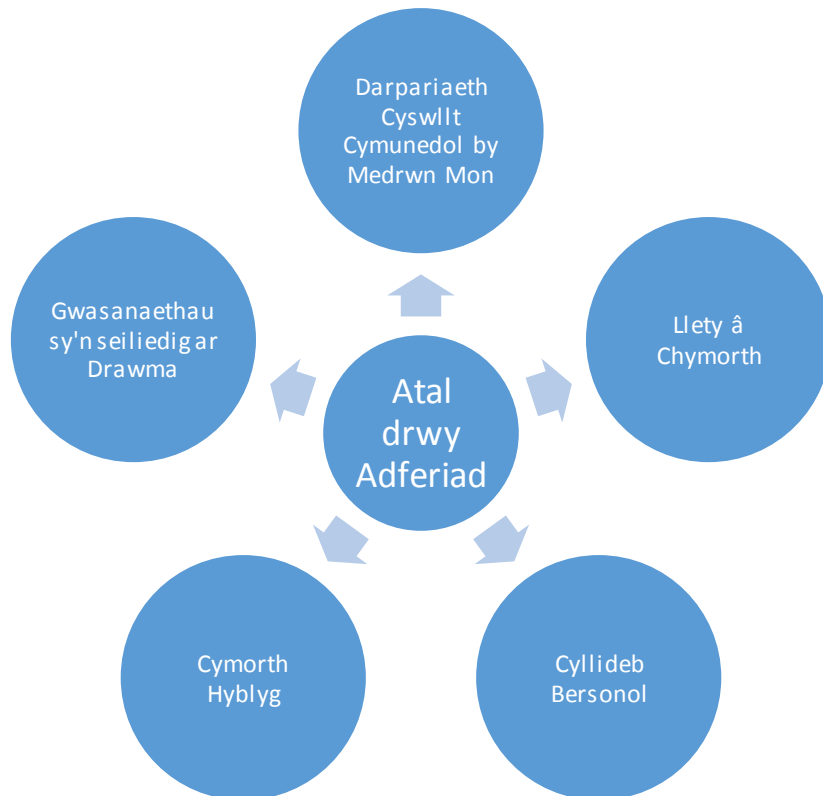 Darpariaeth
Cyswllt
Cymunedol by
Medrwn Mon
Gwasanaethau
sy'n seiliedig ar
Drawma
Llety â
Chymorth
Atal
drwy
Adferiad
Cymorth
Hyblyg
Cyllideb
Bersonol